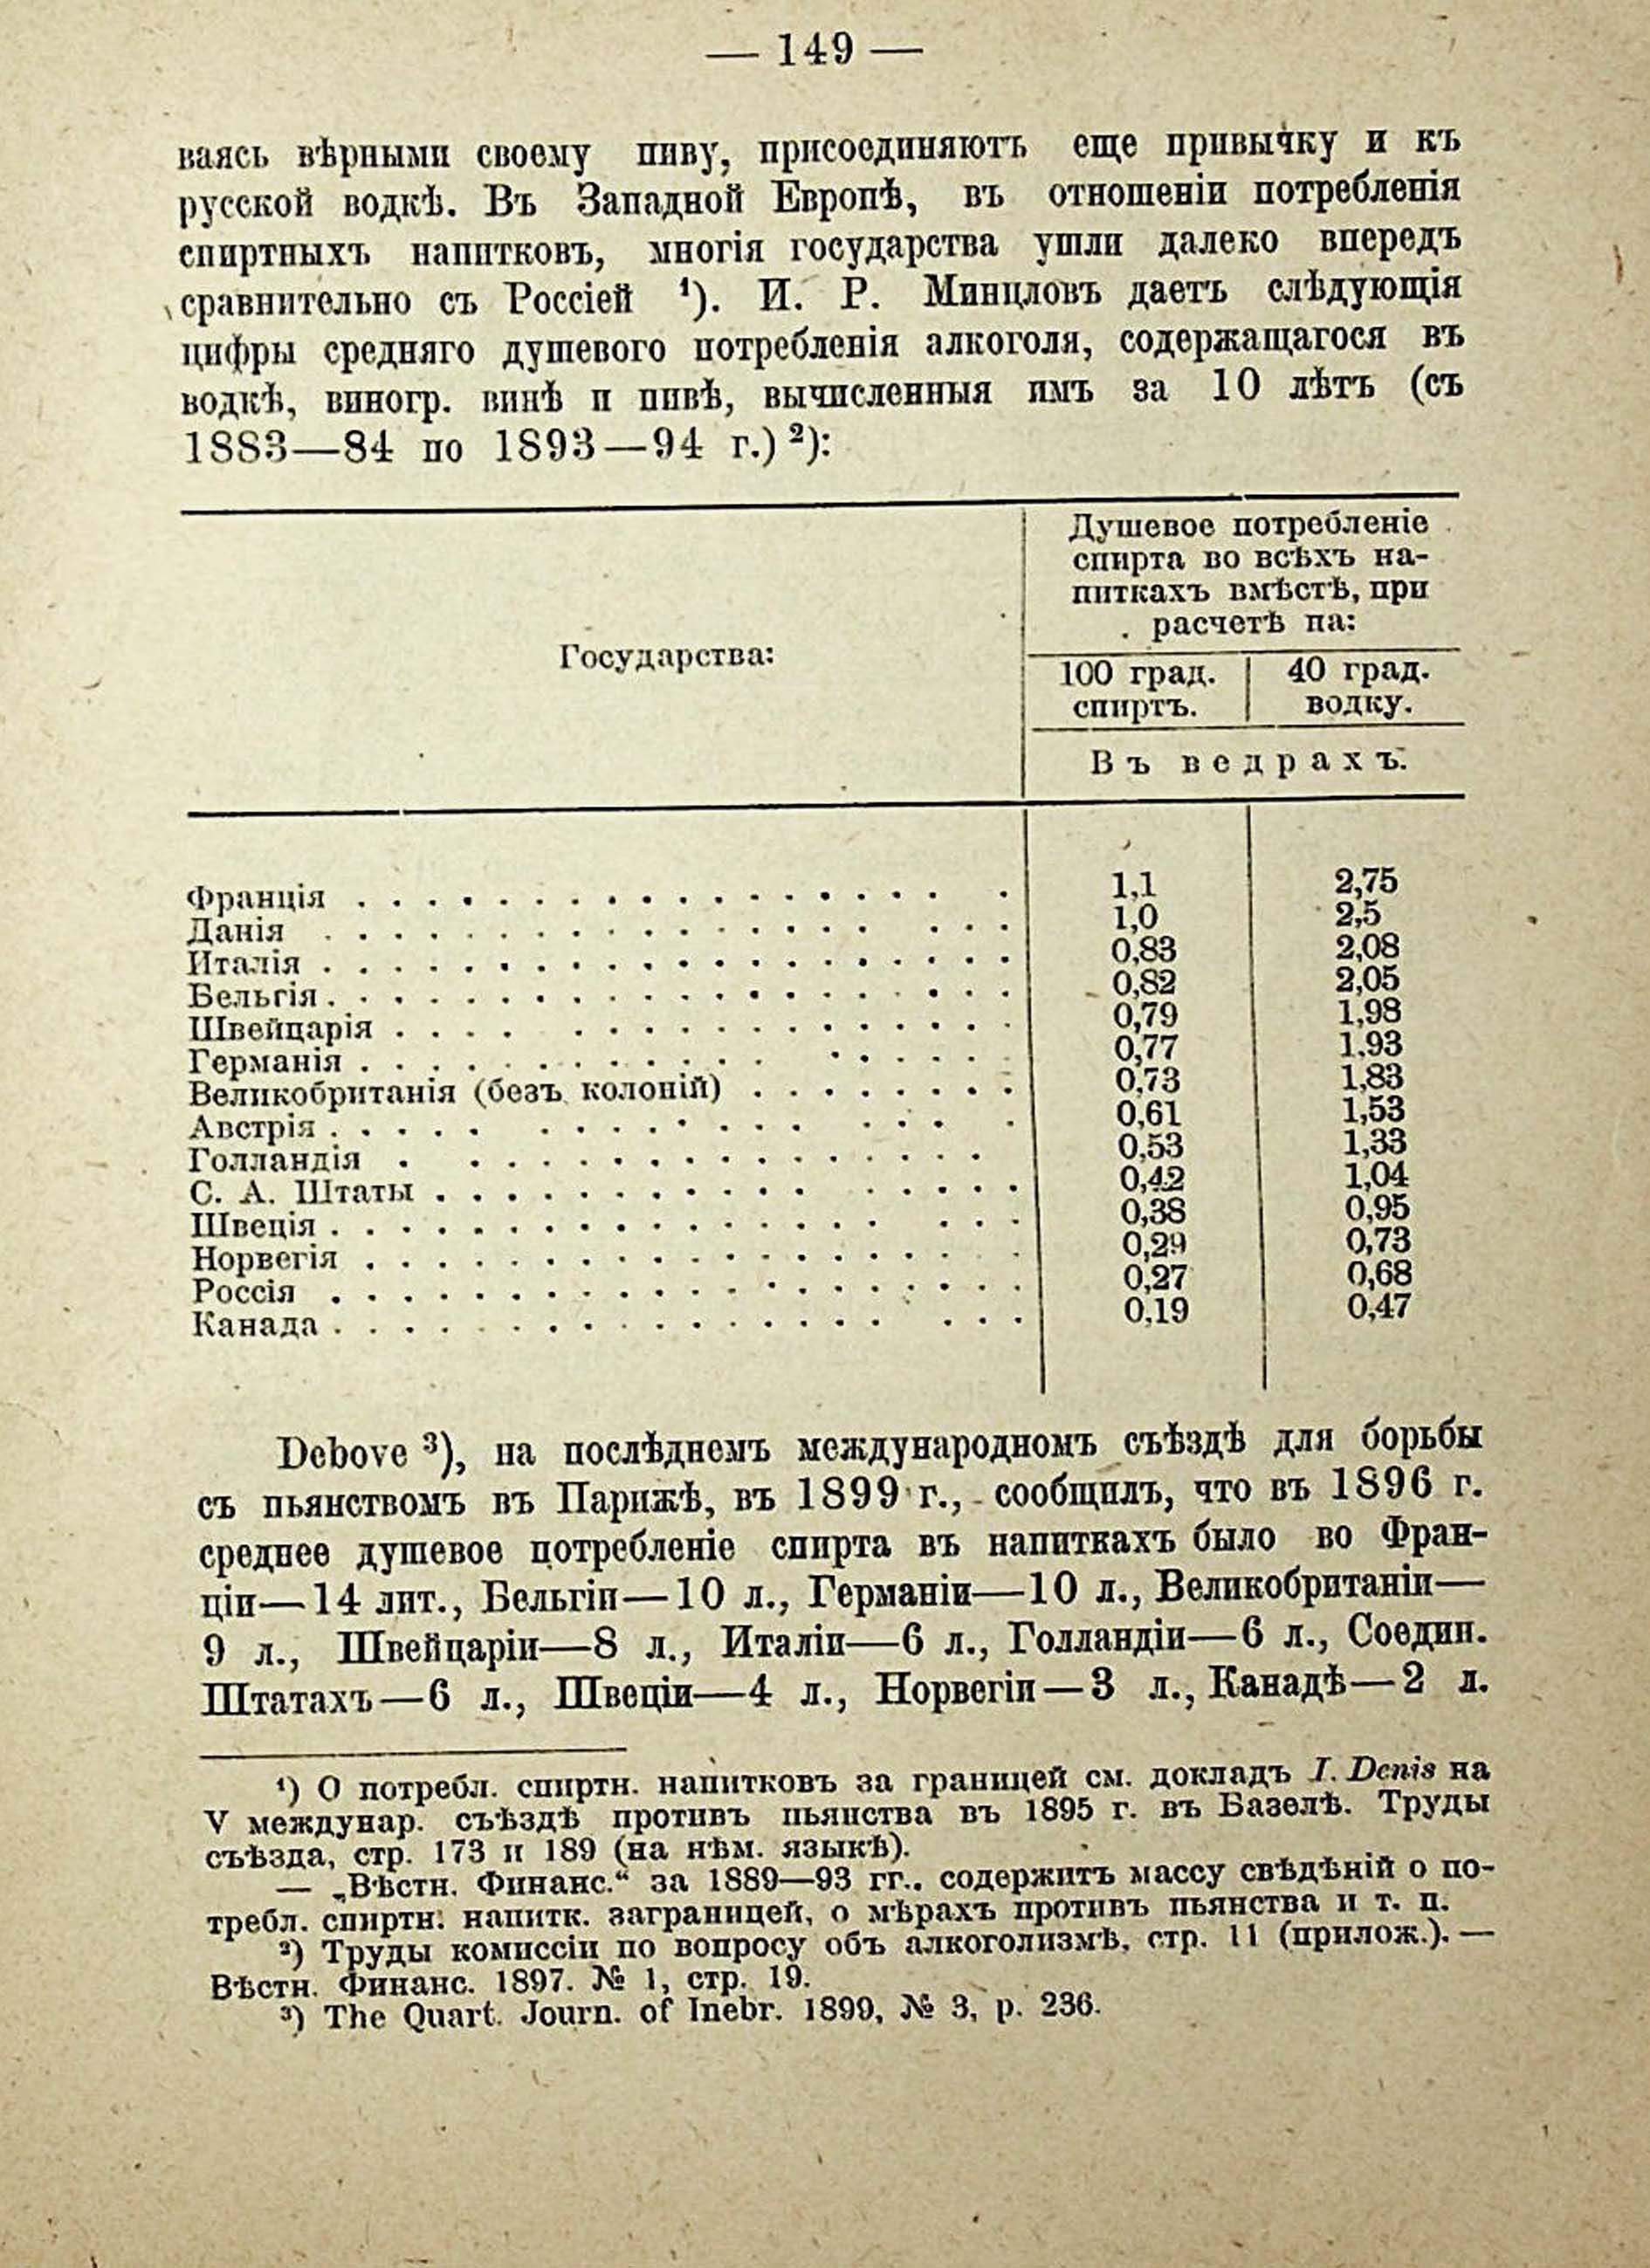 — 149 —
ваясь вѣрными своему пиву, присоединяютъ еще привычку и къ
русской водкѣ. Въ Западной Европѣ, въ отношеніи потребленія
спиртныхъ напитковъ, многія государства ушли далеко впередъ
сравнительно съ Россіей ¹). И. Р. Минцловъ даетъ слѣдующія
цифры средняго душевого потребленія алкоголя, содержащагося въ
водкѣ, виногр. винѣ и пивѣ, вычисленныя имъ за 10 лѣтъ (съ
1883—84 по 1893—94 г.) ²):
Государства:
Душевое потребленіе
спирта во всѣхъ на-
питкахъ вмѣстѣ, при
расчетѣ на:
100 град. 40 град.
спиртъ. водку.
Въ ведрахъ.
Франція . . . . . . . . . . . . . . . . . . 1,1 2,75
Данія . . . . . . . . . . . . . . . . . . 1,0 2,5
Италія . . . . . . . . . . . . . . . . . . . . 0,83 2,08
Бельгія . . . . . . . . . . . . . . . . . . . 0,82 2,05
Швейцарія . . . . . . . . . . . . . . . . . 0,79 1,98
Германія . . . . . . . . . . . . . . . . . 0,77 1.93
Великобританія (безъ колоній) . . . . . . . . 0,73 1,83
Австрія . . . . . . . . . . . . . . . . . 0,61 1,53
Голландія . . . . . . . . . . . . . . . . 0,53 1,33
С. А. Штаты . . . . . . . . . . . . . . . . 0,42 1,04
Швеція . . . . . . . . . . . . . . . . . . . 0,38 0,95
Норвегія . . . . . . . . . . . . . . . . . . 0,29 0,73
Россія . . . . . . . . . . . . . . . . . . . . 0,27 0,68
Канада . . . . . . . . . . . . . . . . . . . 0,19 0,47
Debove ³), на послѣднемъ международномъ съѣздѣ для борьбы
съ пьянствомъ въ Парижѣ, въ 1899 г., сообщилъ, что въ 1896 г.
среднее душевое потребленіе спирта въ напиткахъ было во Фран-
ціи—14 лит., Бельгіи—10 л., Германіи—10 л., Великобританіи—
9 л., Швейцаріи—8 л., Италіи—6 л., Голландіи—6 л., Соедин.
Штатахъ—6 л., Швеціи—4 л., Норвегіи—3 л., Канадѣ—2 л.
¹) О потребл. спиртн. напитковъ за границей см. докладъ I. Denis на
V междунар. съѣздѣ противъ пьянства въ 1895 г. въ Базелѣ. Труды
съѣзда, стр. 173 и 189 (на нѣм. языкѣ).
— „Вѣстн. Финанс.“ за 1889—93 гг.. содержитъ массу свѣдѣній о по-
требл. спиртн. напитк. заграницей, о мѣрахъ противъ пьянства и т. п.
²) Труды комиссіи по вопросу объ алкоголизмѣ, стр. 11 (прилож.). —
Вѣстн. Финанс. 1897. № 1, стр. 19.
³) The Quart. Journ. of Inebr. 1899, № 3, p. 236.